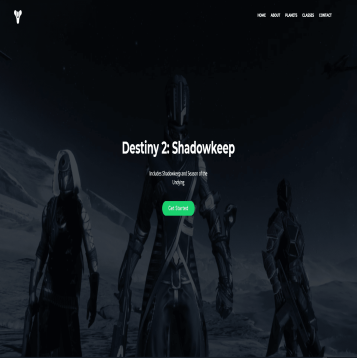 HOME ABOUT PLANETS CLASSES CONTACT
Destiny 2: Shadowkeep
Includes Shadowkeep and Season of the
Undying
Get Started